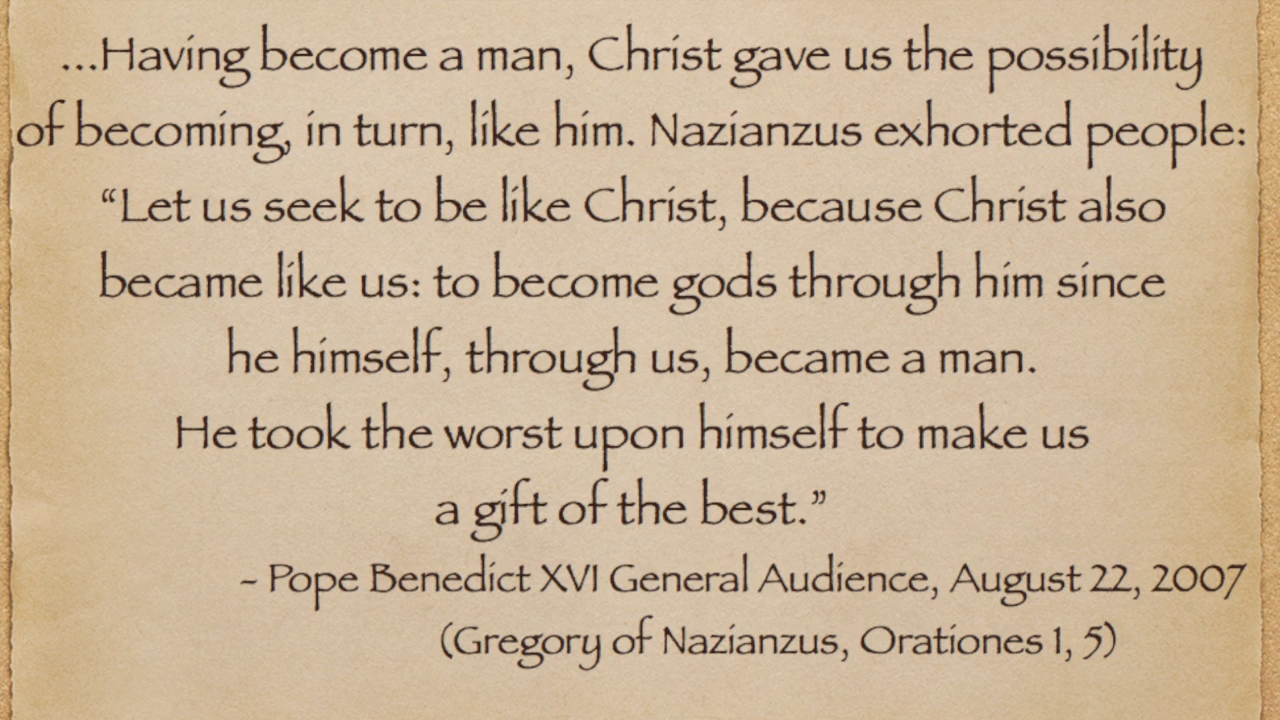 ...Having become a man, Christ gave us the possibility
of becoming, in turn, like him. Nazianzus exhorted people:
“Let us seek to be like Christ, because Christ also
became like us: to become gods through him since
he himself, through us, became a man.
He took the worst upon himself to make us
a gift of the best.”
- Pope Benedict XVI General Audience, August 22, 2007
(Gregory of Nazianzus, Orationes 1, 5)